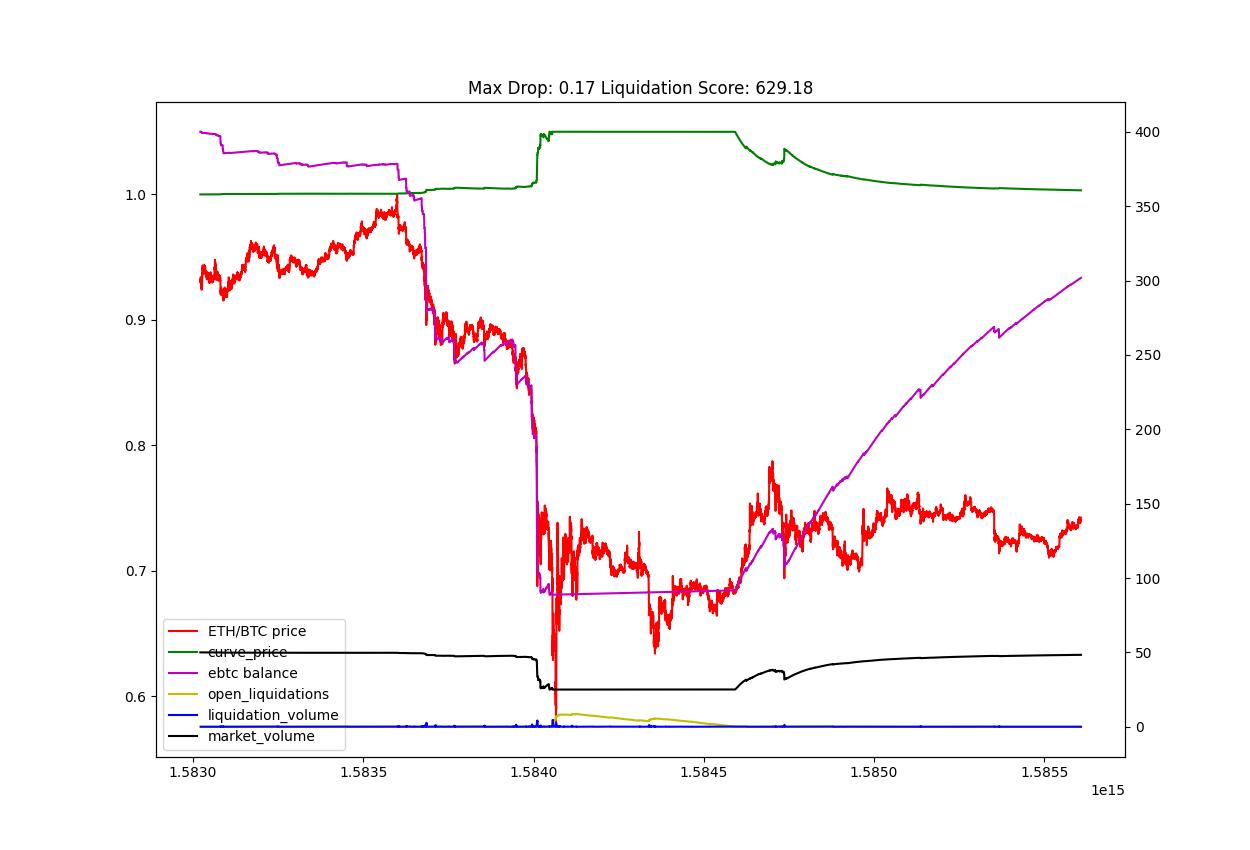 Max Drop: 0.17 Liquidation Score: 629.18
1.0
0.9
0.8
0.7
0.6
400
350
300
250
200
150
100
50
0
ETH/BTC price
curve_price
ebtc balance
open_liquidations
liquidation_volume
market_volume
1.5830 1.5835 1.5840 1.5845 1.5850 1.5855
1e15